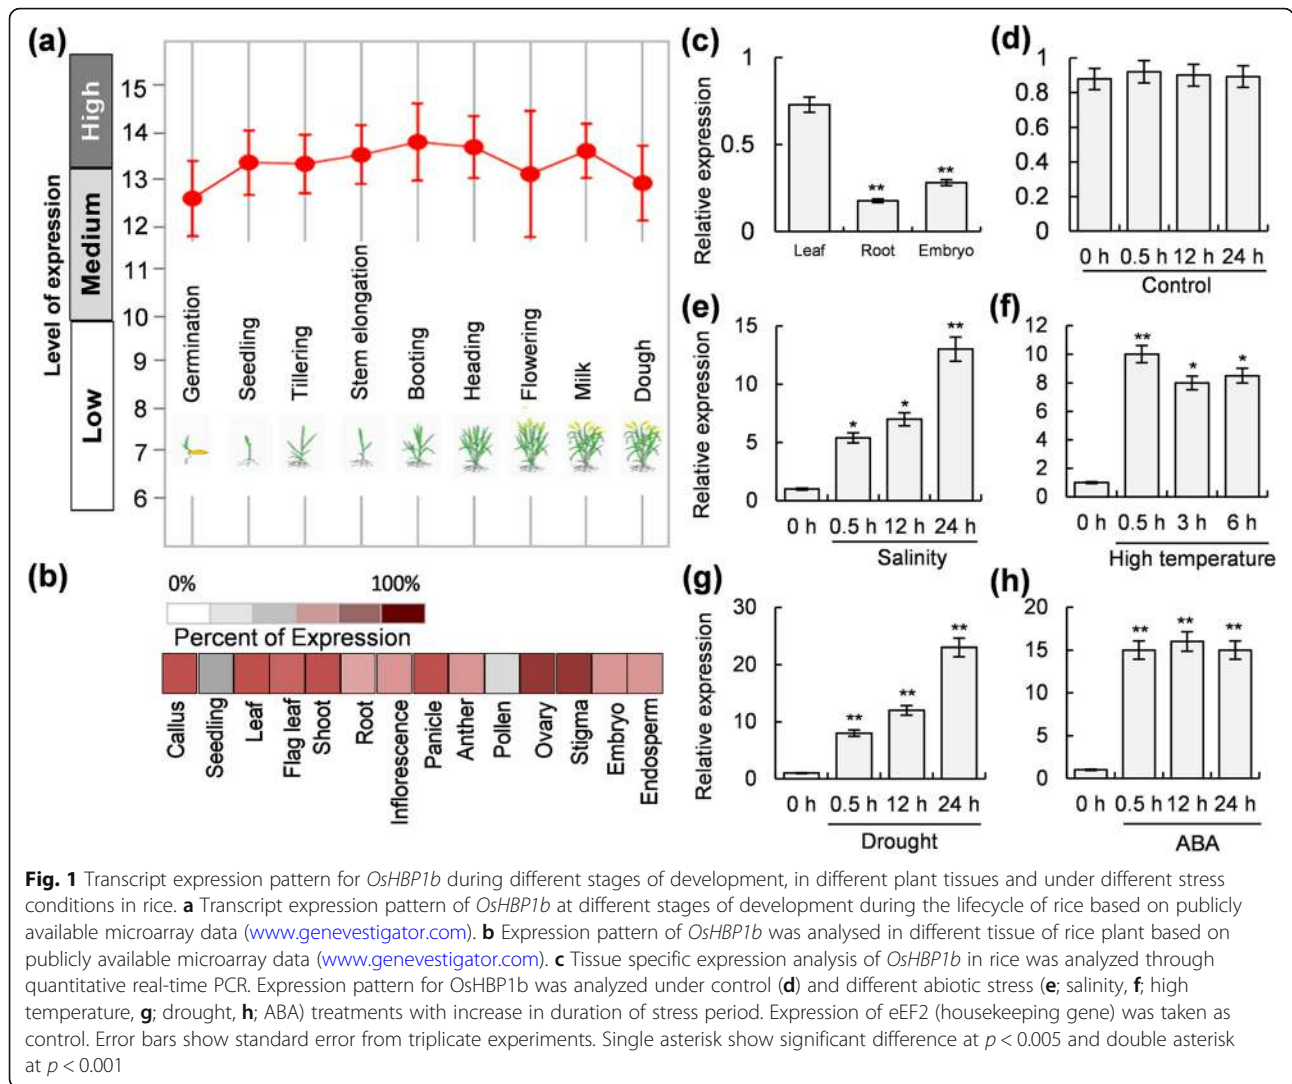 (a)
Level of expression
High
Medium
Low
15
14
13
12
11
10
9
8
7
6
Germination
Seedling
Tillering
Stem elongation
Booting
Heading
Flowering
Milk
Dough
(b)
0% 100%
Percent of Expression
Callus
Seedling
Leaf
Flag leaf
Shoot
Root
Inflorescence
Panicle
Anther
Pollen
Ovary
Stigma
Embryo
Endosperm
(c)
Relative expression
1
0.5
0
** **
Leaf Root Embryo
(d)
1
0.8
0.6
0.4
0.2
0
0 h 0.5 h 12 h 24 h
Control
(e)
Relative expression
15
10
5
0
* * **
0 h 0.5 h 12 h 24 h
Salinity
(f)
12
10
8
6
4
2
0
** * *
0 h 0.5 h 3 h 6 h
High temperature
(g)
Relative expression
30
20
10
0
** ** **
0 h 0.5 h 12 h 24 h
Drought
(h)
20
15
10
5
0
** ** **
0 h 0.5 h 12 h 24 h
ABA
Fig. 1 Transcript expression pattern for OsHBP1b during different stages of development, in different plant tissues and under different stress
conditions in rice. a Transcript expression pattern of OsHBP1b at different stages of development during the lifecycle of rice based on publicly
available microarray data (www.genevestigator.com). b Expression pattern of OsHBP1b was analysed in different tissue of rice plant based on
publicly available microarray data (www.genevestigator.com). c Tissue specific expression analysis of OsHBP1b in rice was analyzed through
quantitative real-time PCR. Expression pattern for OsHBP1b was analyzed under control (d) and different abiotic stress (e; salinity, f; high
temperature, g; drought, h; ABA) treatments with increase in duration of stress period. Expression of eEF2 (housekeeping gene) was taken as
control. Error bars show standard error from triplicate experiments. Single asterisk show significant difference at p < 0.005 and double asterisk
at p < 0.001